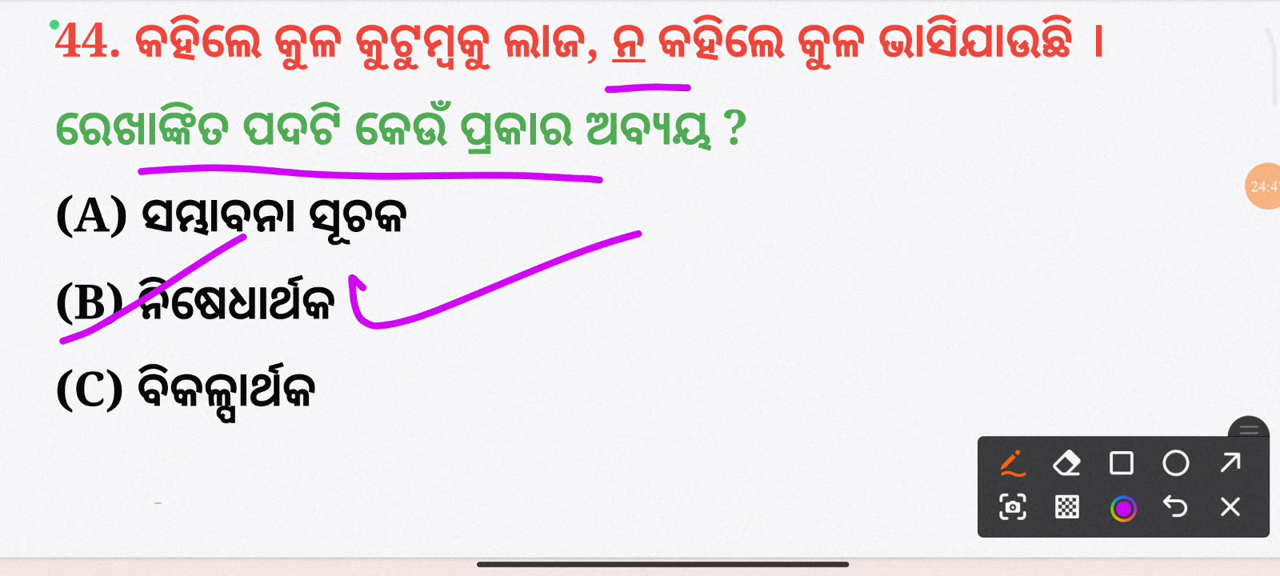 44. କହିଲେ କୁଳ କୁଟୁମ୍ବକୁ ଲାଜ, ନ କହିଲେ କୁଳ ଭାସିଯାଉଛି ।
ରେଖାଙ୍କିତ ପଦଟି କେଉଁ ପ୍ରକାର ଅବ୍ୟୟ ?
(A) ସମ୍ଭାବନା ସୂଚକ
(B) ନିଷେଧାର୍ଥକ
(C) ବିକଳ୍ପାର୍ଥକ